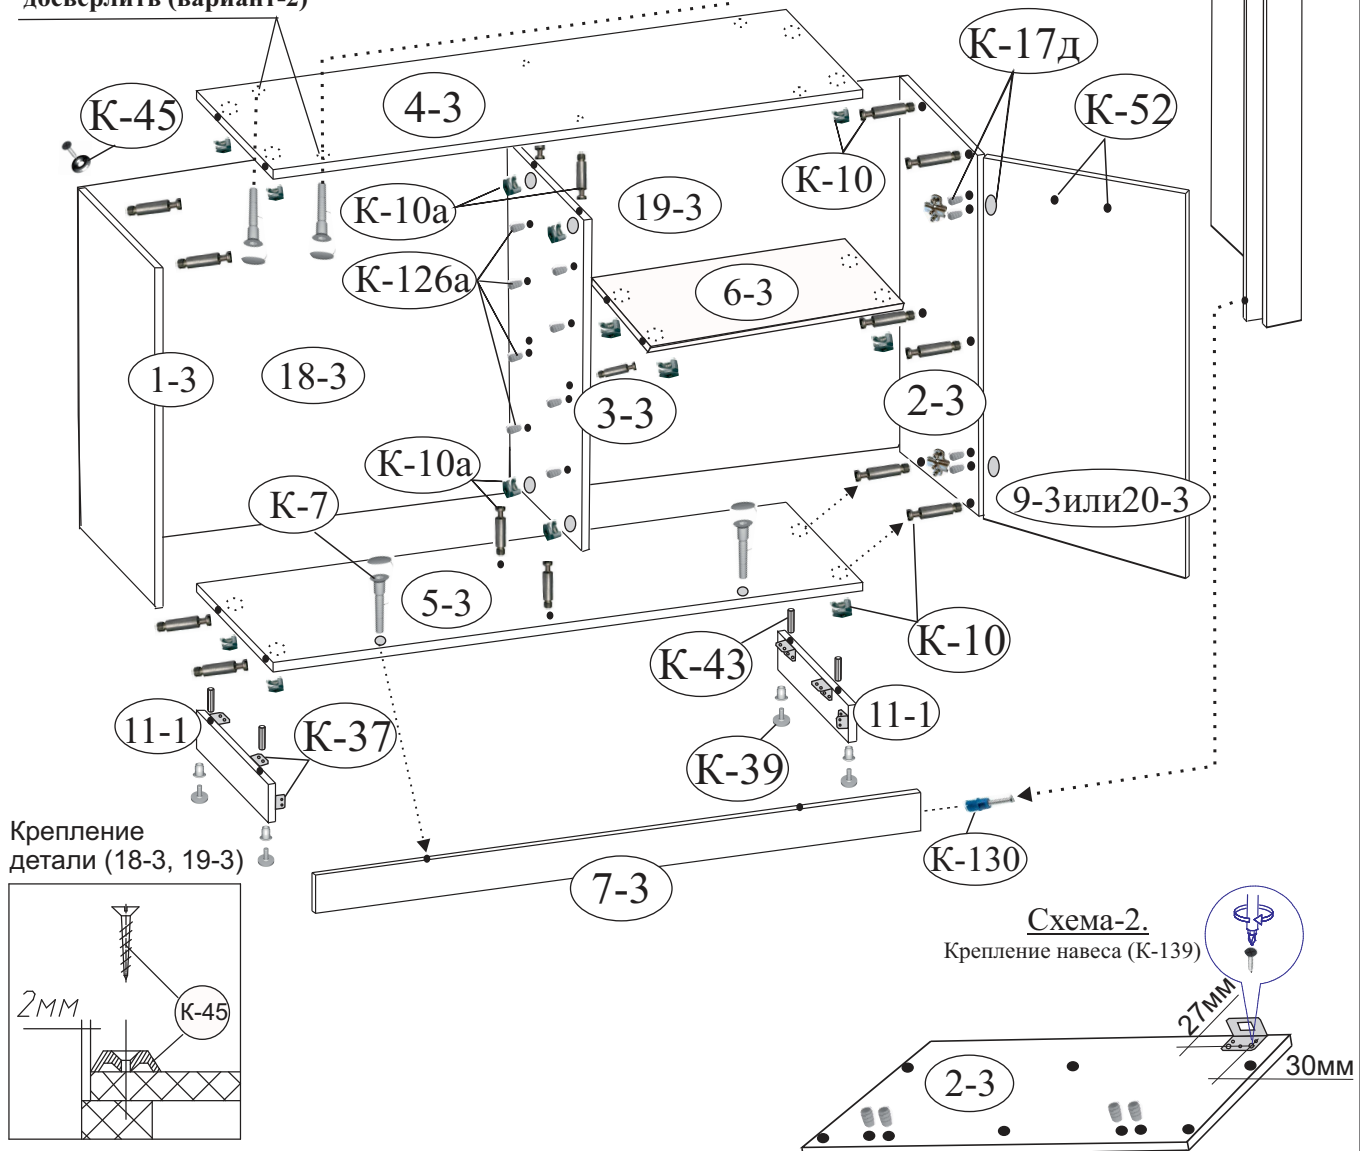 досверлить (вариант-2)
К-17д
К-45
4-3
К-52
К-10
К-10а
19-3
К-126а
6-3
1-3
18-3
3-3
2-3
К-10а
К-7
9-3или20-3
5-3
К-43
К-10
11-1
К-37
11-1
К-39
Крепление
детали (18-3, 19-3)
К-130
7-3
Схема-2.
Крепление навеса (К-139)
2мм
К-45
27мм
30мм
2-3